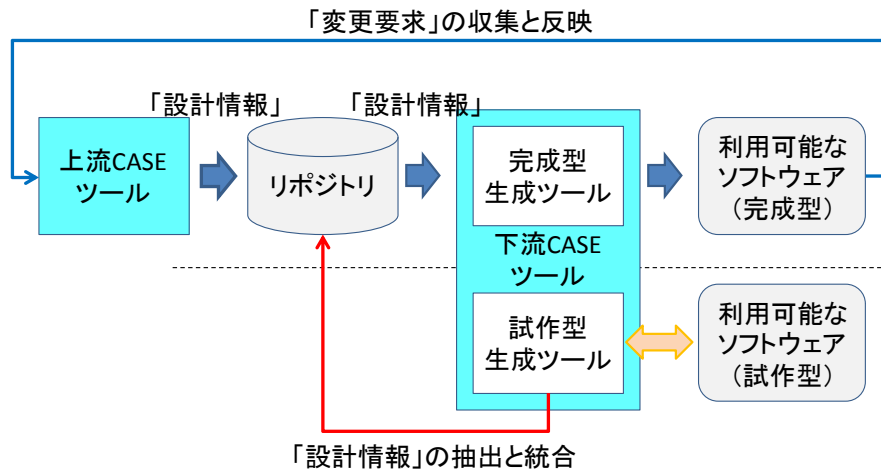 「変更要求」の収集と反映
「設計情報」
「設計情報」
上流CASE
ツール
リポジトリ
完成型
生成ツール
利用可能な
ソフトウェア
（完成型）
下流CASE
ツール
試作型
生成ツール
利用可能な
ソフトウェア
（試作型）
「設計情報」の抽出と統合